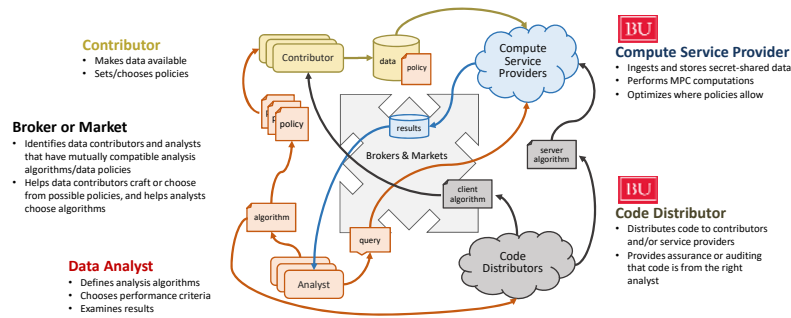 Contributor
• Makes data available
• Sets/chooses policies
Broker or Market
• Identifies data contributors and analysts
that have mutually compatible analysis
algorithms/data policies
• Helps data contributors craft or choose
from possible policies, and helps analysts
choose algorithms
Data Analyst
• Defines analysis algorithms
• Chooses performance criteria
• Examines results
Contributor
data
policy
Compute
Service
Providers
policy
results
Brokers & Markets
server
algorithm
client
algorithm
algorithm
query
Code
Distributors
Analyst
BU
Compute Service Provider
• Ingests and stores secret-shared data
• Performs MPC computations
• Optimizes where policies allow
BU
Code Distributor
• Distributes code to contributors
and/or service providers
• Provides assurance or auditing
that code is from the right
analyst